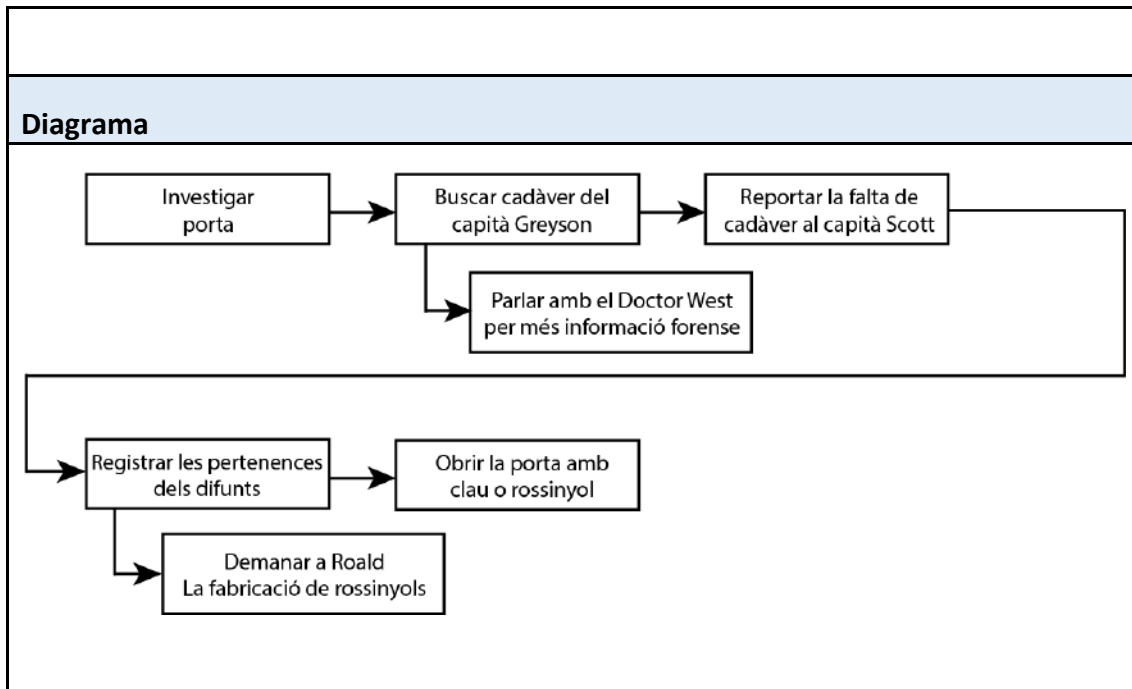 Diagrama
Investigar
porta
Buscar cadàver del
capità Greyson
Reportar la falta de
cadàver al capità Scott
Parlar amb el Doctor West
per més informació forense
Registrar les pertenences
dels difunts
Obrir la porta amb
clau o rossinyol
Demanar a Roald
La fabricació de rossinyols